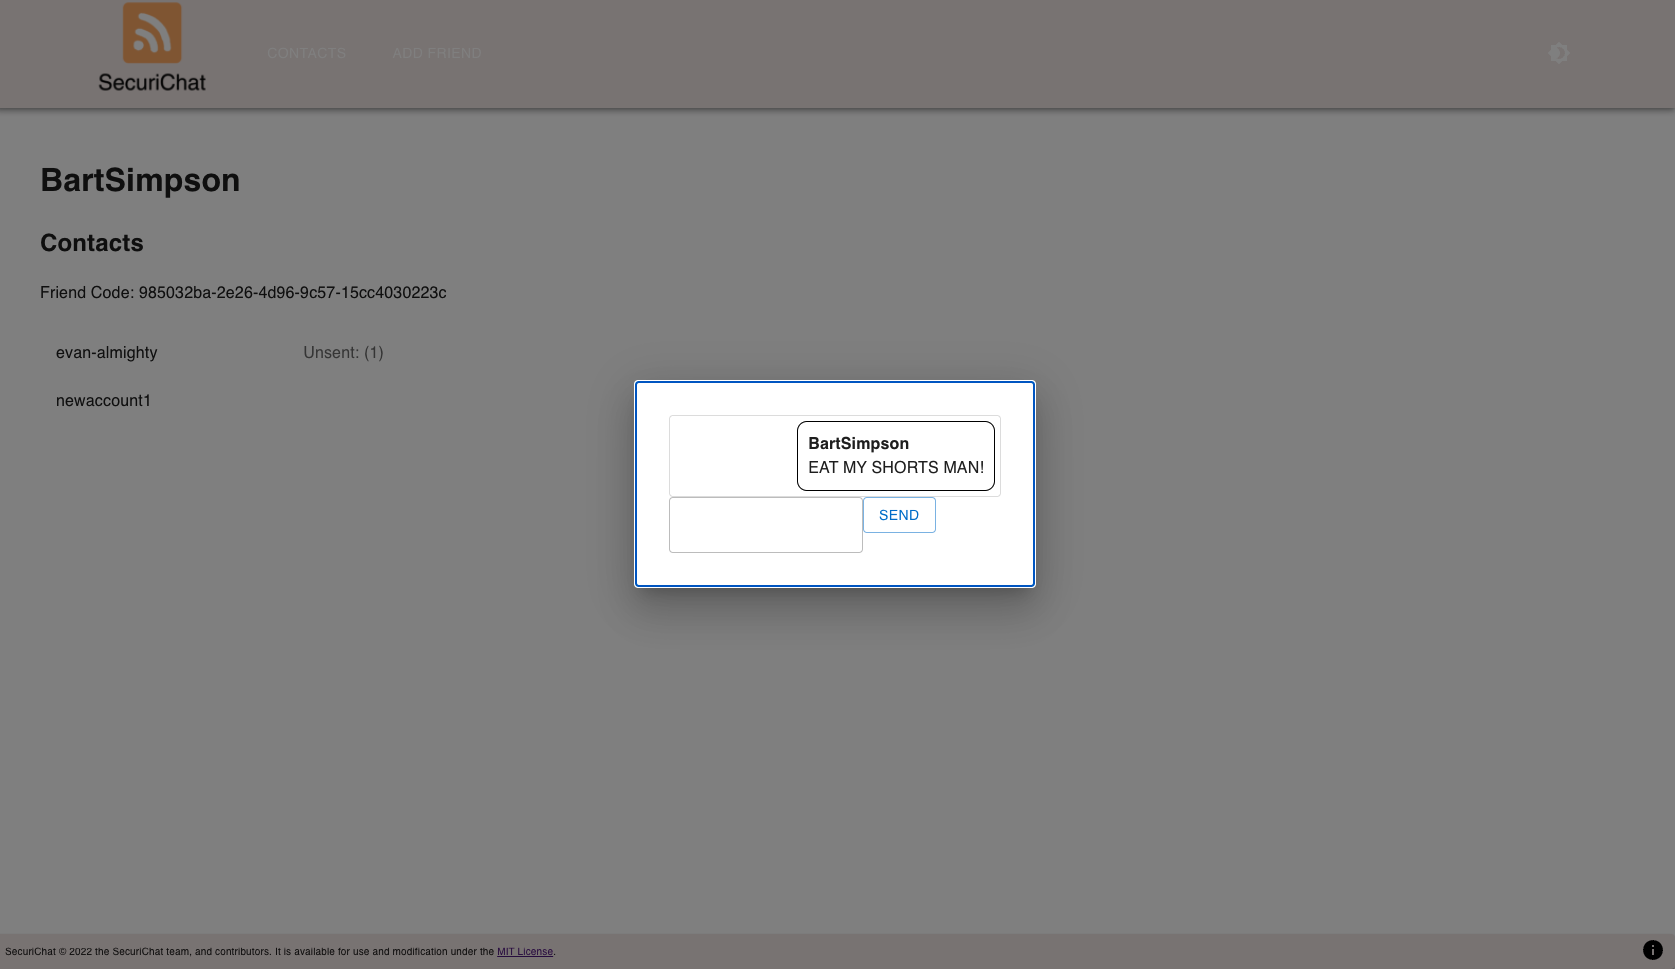 SecuriChat
CONTACTS
ADD FRIEND
BartSimpson
Contacts
Friend Code: 985032ba-2e26-4d96-9c57-15cc4030223c
evan-almighty
Unsent: (1)
newaccount1
BartSimpson
EAT MY SHORTS MAN!
SEND
SecuriChat © 2022 the SecuriChat team, and contributors. It is available for use and modification under the MIT License.